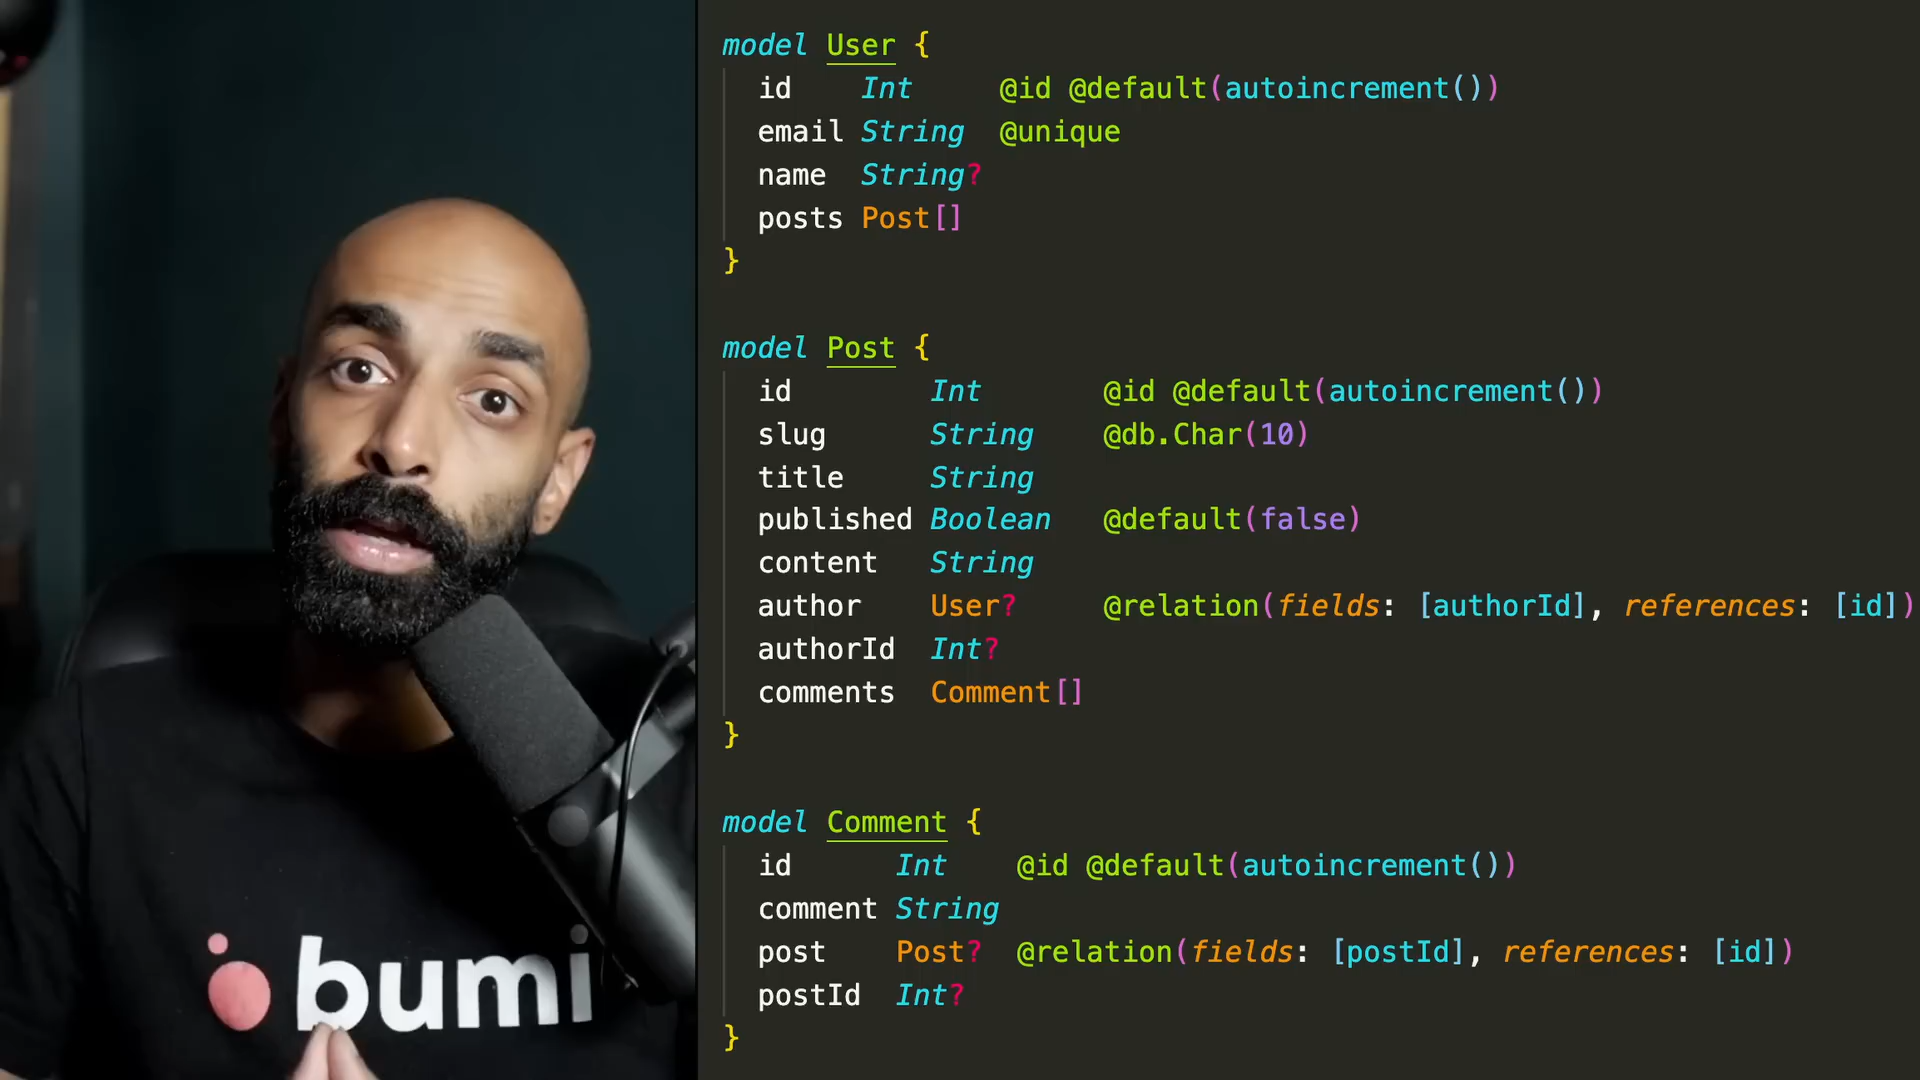 model User {
id Int @id @default(autoincrement())
email String @unique
name String?
posts Post[]
}
model Post {
id Int @id @default(autoincrement())
slug String @db.Char(10)
title String
published Boolean @default(false)
content String
author User? @relation(fields: [authorId], references: [id])
authorId Int?
comments Comment[]
}
model Comment {
id Int @id @default(autoincrement())
comment String
post Post? @relation(fields: [postId], references: [id])
postId Int?
}
bumi